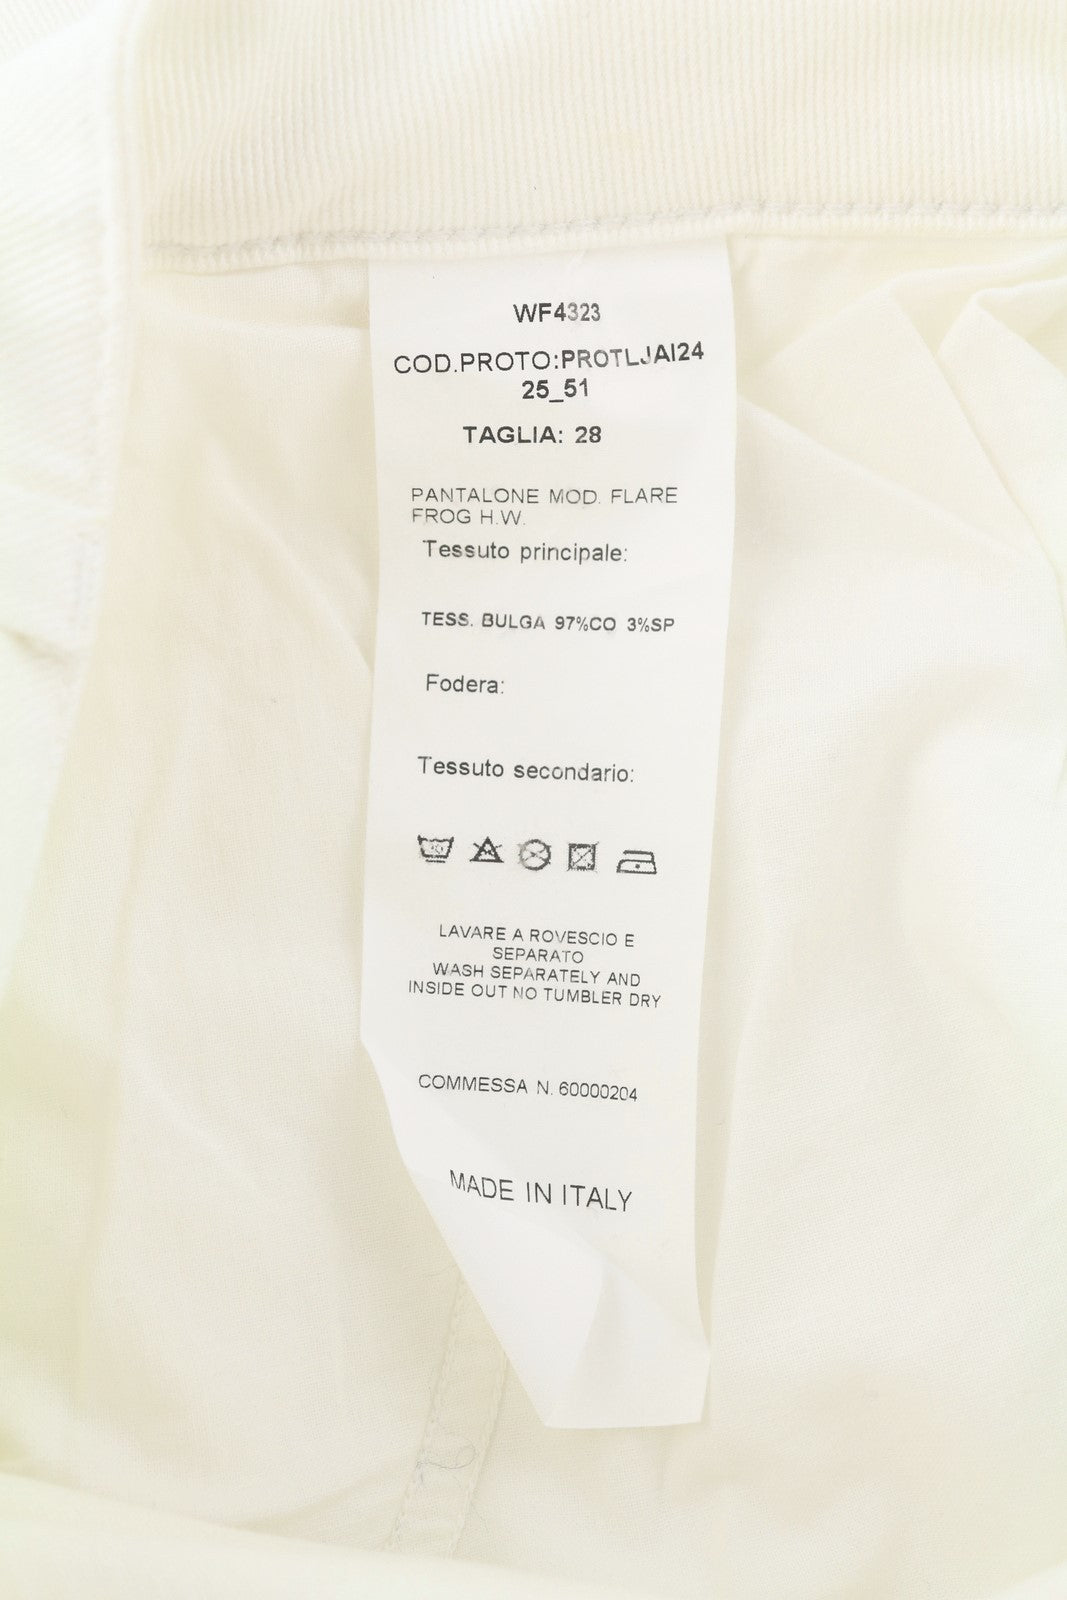 WF4323
COD.PROTO:PROTLJAI24
25_51
TAGLIA: 28
PANTALONE MOD. FLARE
FROG H.W.
Tessuto principale:
TESS. BULGA 97%CO 3%SP
Fodera:
Tessuto secondario:
30
LAVARE A ROVESCIO E
SEPARATO
WASH SEPARATELY AND
INSIDE OUT NO TUMBLER DRY
COMMESSA N. 60000204
MADE IN ITALY